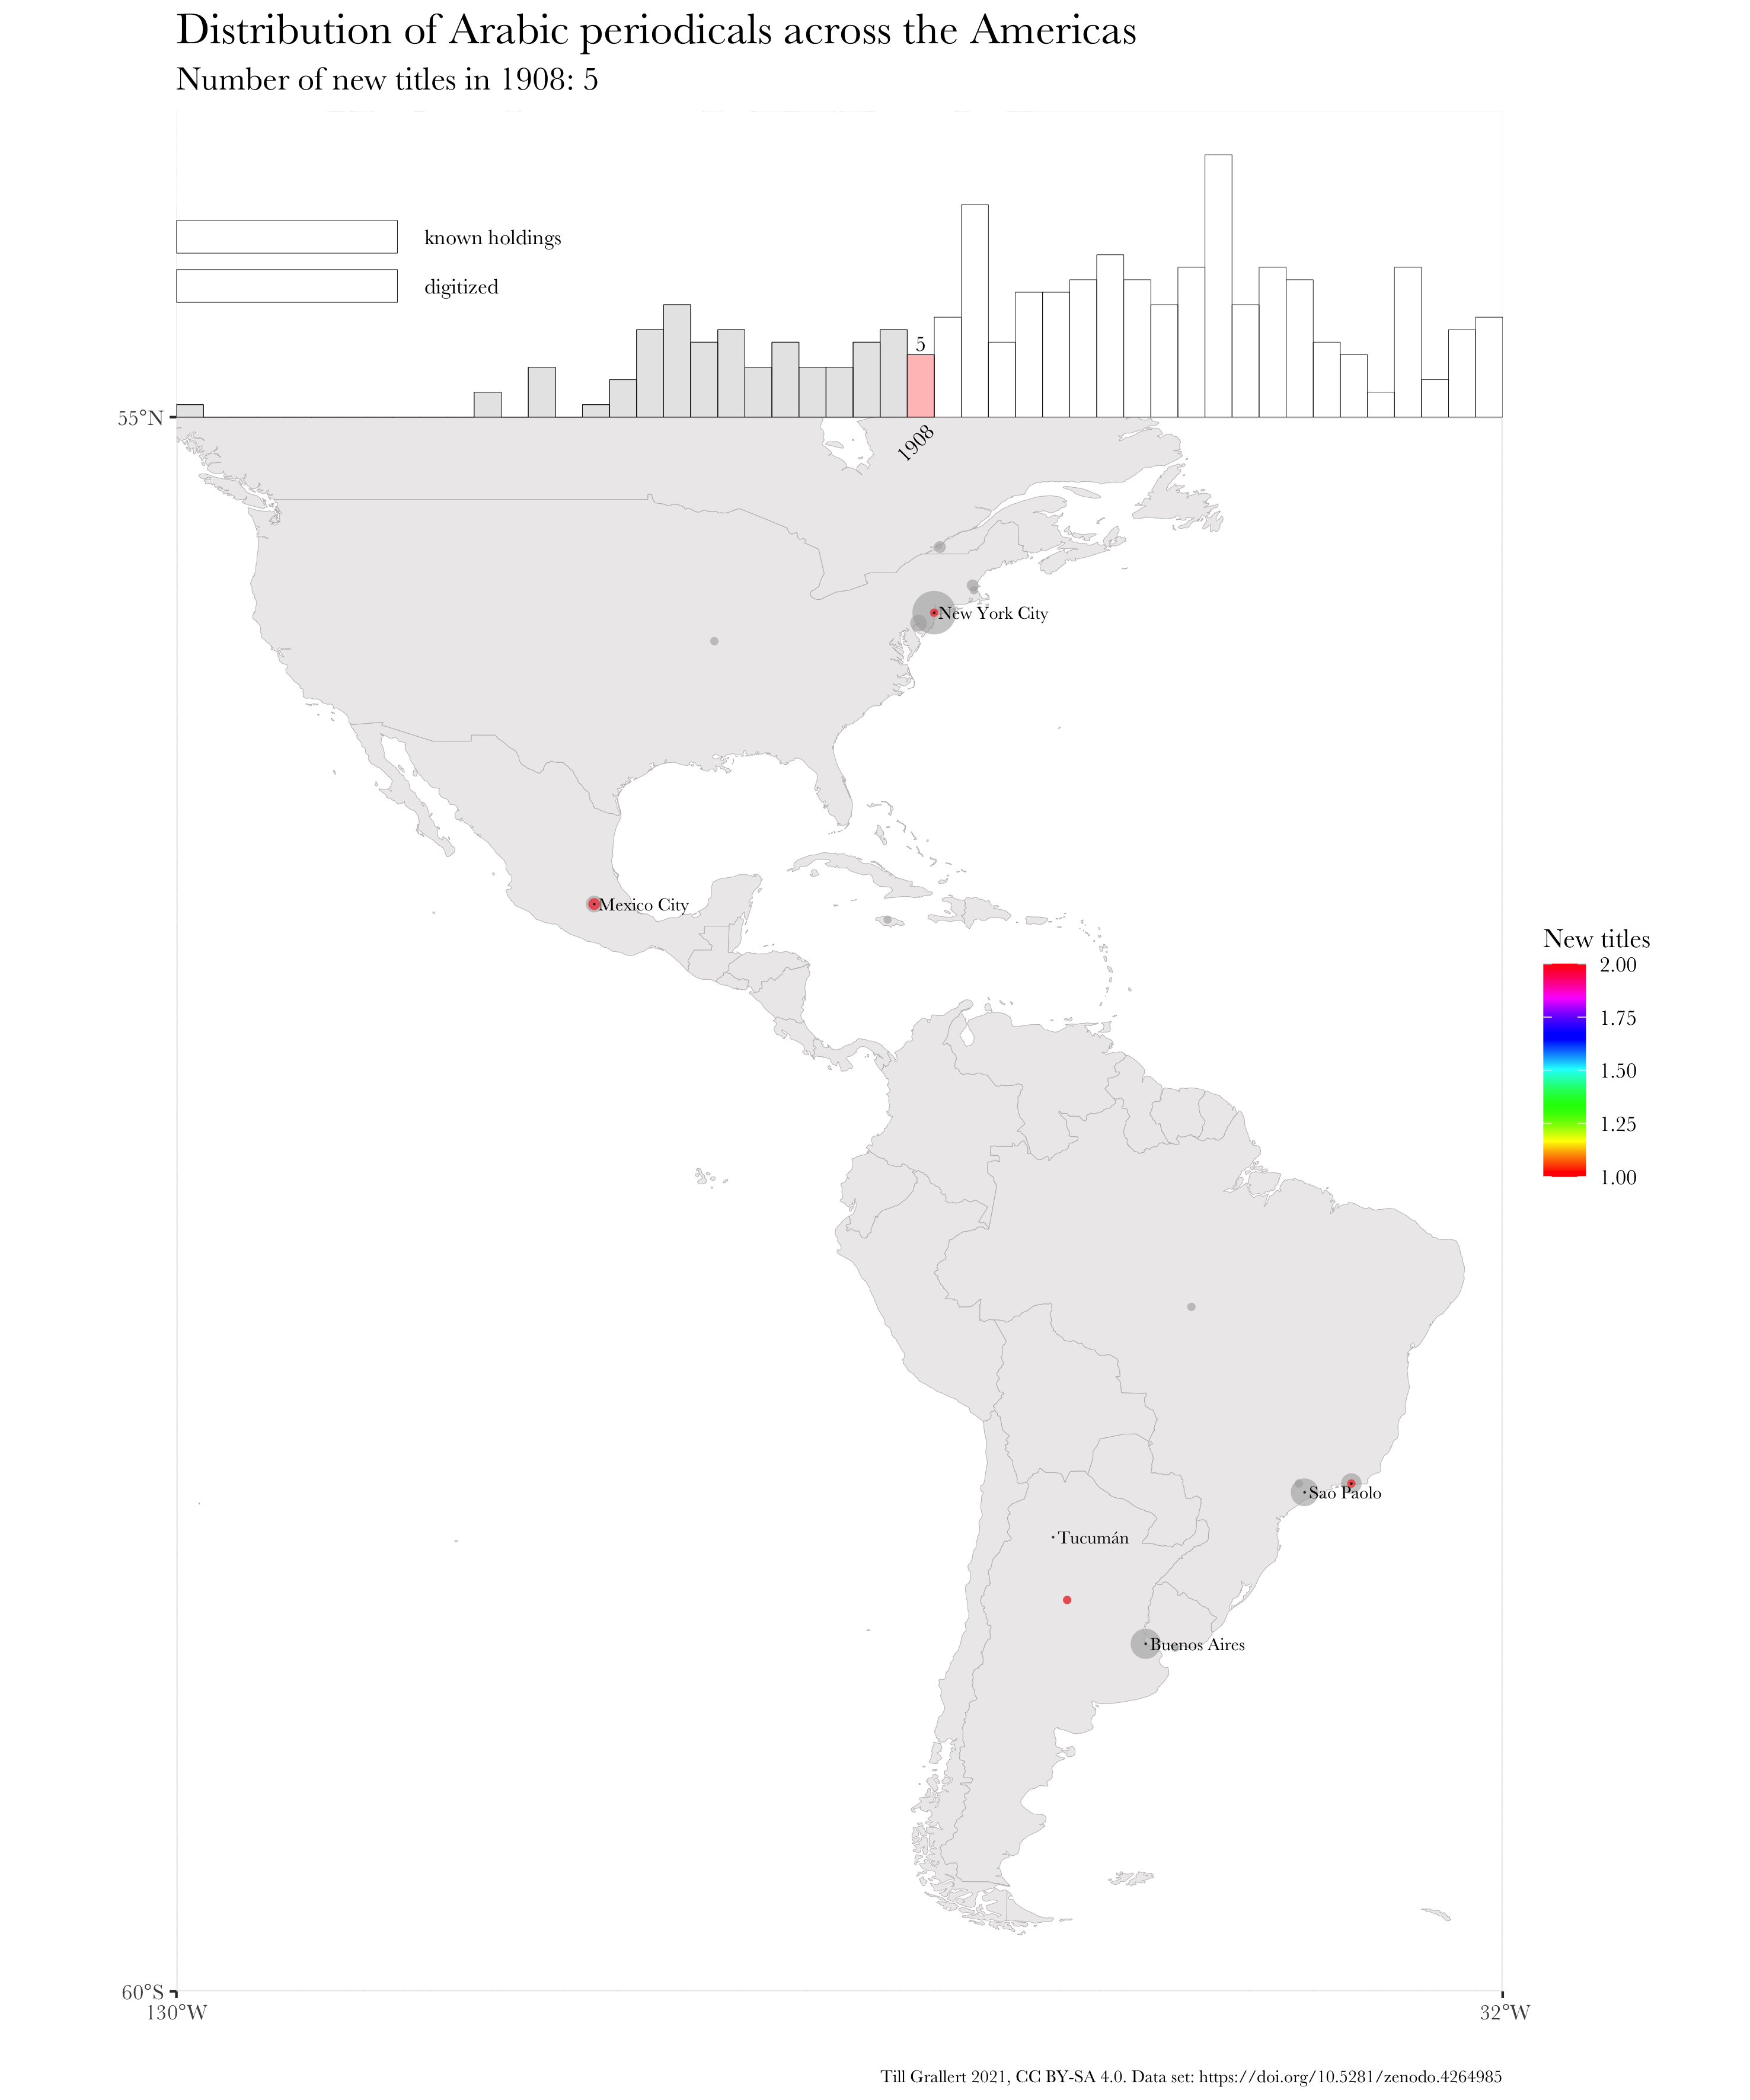 Distribution of Arabic periodicals across the Americas
Number of new titles in 1908: 5
known holdings
digitized
5
55°N
1908
New York City
Mexico City
New titles
2.00
1.75
1.50
1.25
1.00
Sao Paolo
Tucumán
Buenos Aires
60°S
130°W
32°W
Till Grallert 2021, CC BY-SA 4.0. Data set: https://doi.org/10.5281/zenodo.4264985